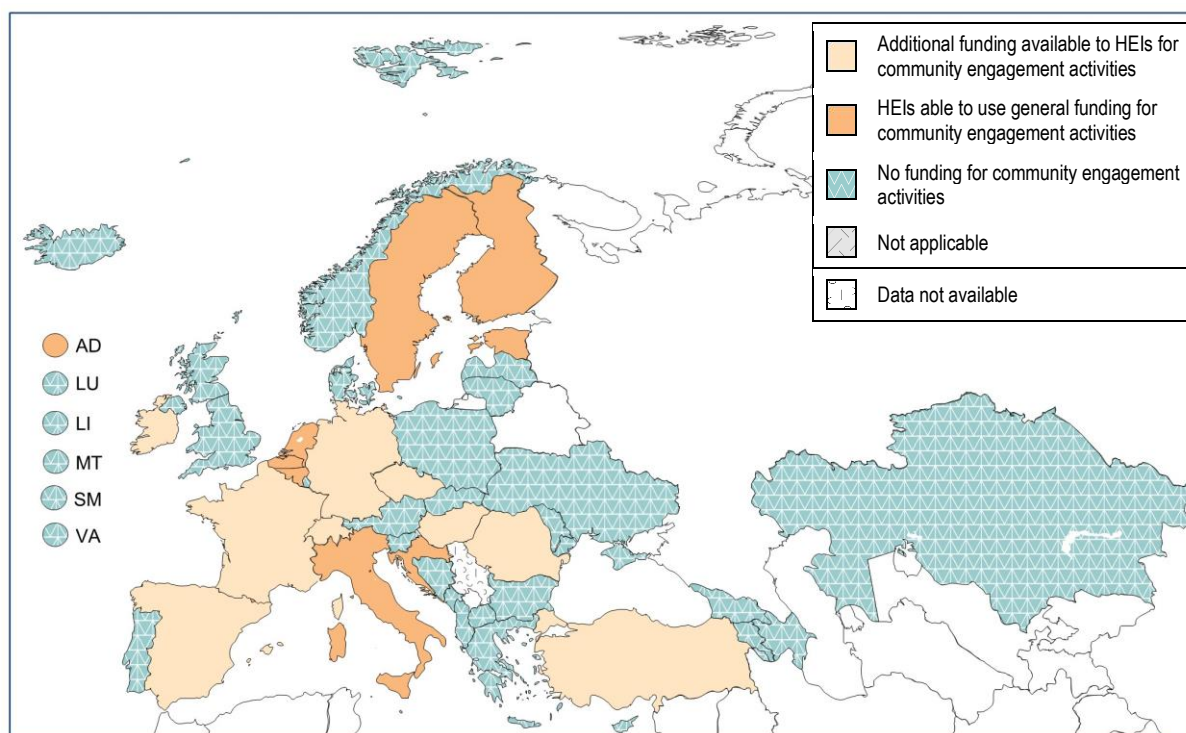 Additional funding available to HEIs for
community engagement activities
HEIs able to use general funding for
community engagement activities
No funding for community engagement
activities
Not applicable
Data not available
AD
LU
LI
MT
SM
VA